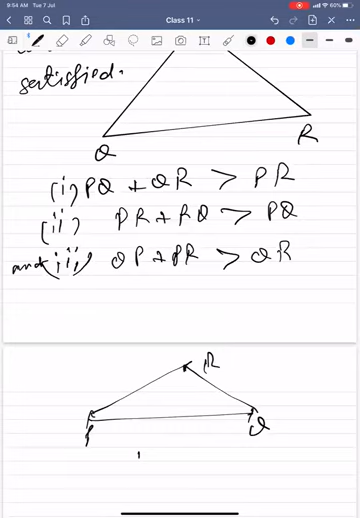 9:54 AM Tue 7 Jul
60%
Class 11
satisfied.
Q
R
(i) PQ + QR > PR
(ii) PR + RQ > PQ
and (iii) QP + PR > QR
R
P
Q